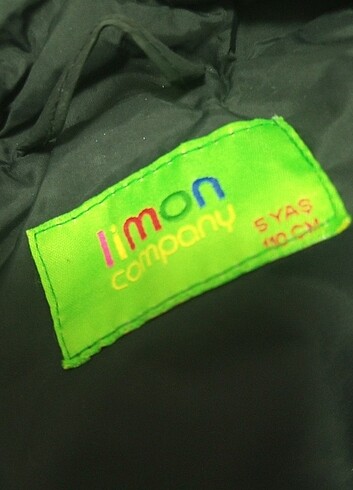 limon
company
5 YAŞ
110 CM